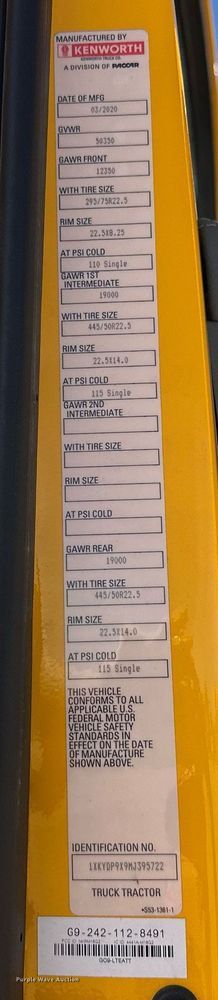 MANUFACTURED BY
KENWORTH
KENWORTH TRUCK CO.
A DIVISION OF PACCAR
DATE OF MFG
03/2020
GVWR
50350
GAWR FRONT
12350
WITH TIRE SIZE
295/75R22.5
RIM SIZE
22.5X8.25
AT PSI COLD
110 Single
GAWR 1ST
INTERMEDIATE
19000
WITH TIRE SIZE
445/50R22.5
RIM SIZE
22.5X14.0
AT PSI COLD
115 Single
GAWR 2ND
INTERMEDIATE
WITH TIRE SIZE
RIM SIZE
AT PSI COLD
GAWR REAR
19000
WITH TIRE SIZE
445/50R22.5
RIM SIZE
22.5X14.0
AT PSI COLD
115 Single
THIS VEHICLE
CONFORMS TO ALL
APPLICABLE U.S.
FEDERAL MOTOR
VEHICLE SAFETY
STANDARDS IN
EFFECT ON THE DATE
OF MANUFACTURE
SHOWN ABOVE.
IDENTIFICATION NO.
1XKYDP9X9MJ395722
TRUCK TRACTOR
S53-1361-1
G9-242-112-8491
GO9-LTEATT
Purple Wave Auction